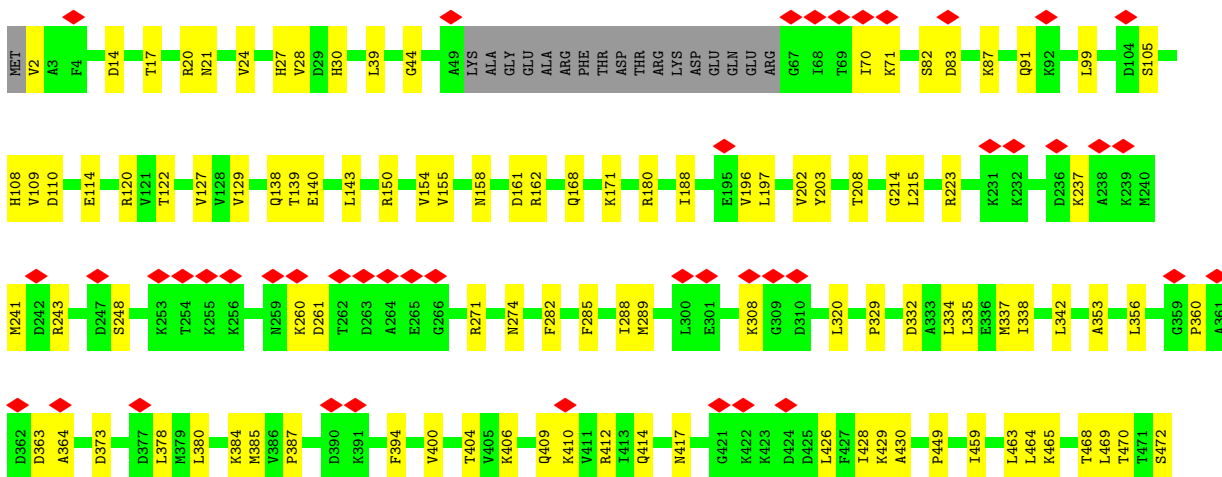 MET V2 A3 F4 D14 T17 R20 N21 V24 H27 V28 D29 H30 L39 G44 A49 LYS ALA GLY GLU ALA ARG PHE THR ASP THR ARG LYS ASP GLU GLN GLU ARG G67 I68 T69 I70 K71 S82 D83 K87 Q91 K92 L99 D104 S105
H108 V109 D110 E114 R120 V121 T122 V127 V128 V129 Q138 T139 E140 L143 R150 V154 V155 N158 D161 R162 Q168 K171 R180 I188 E195 V196 L197 V202 Y203 T208 G214 L215 R223 K231 K232 D236 K237 A238 K239 M240
M241 D242 R243 D247 S248 K253 T254 K255 K256 N259 K260 D261 T262 D263 A264 E265 G266 R271 N274 F282 F285 I288 M289 L300 E301 K308 G309 D310 L320 P329 D332 A333 L334 L335 E336 M337 I338 L342 A353 L356 G359 P360 A361
D362 D363 A364 D373 D377 L378 M379 L380 K384 M385 V386 P387 D390 K391 F394 V400 T404 V405 K406 Q409 K410 V411 R412 I413 Q414 N417 G421 K422 K423 D424 D425 L426 F427 I428 K429 A430 P449 I459 L463 L464 K465 T468 L469 T470 T471 S472